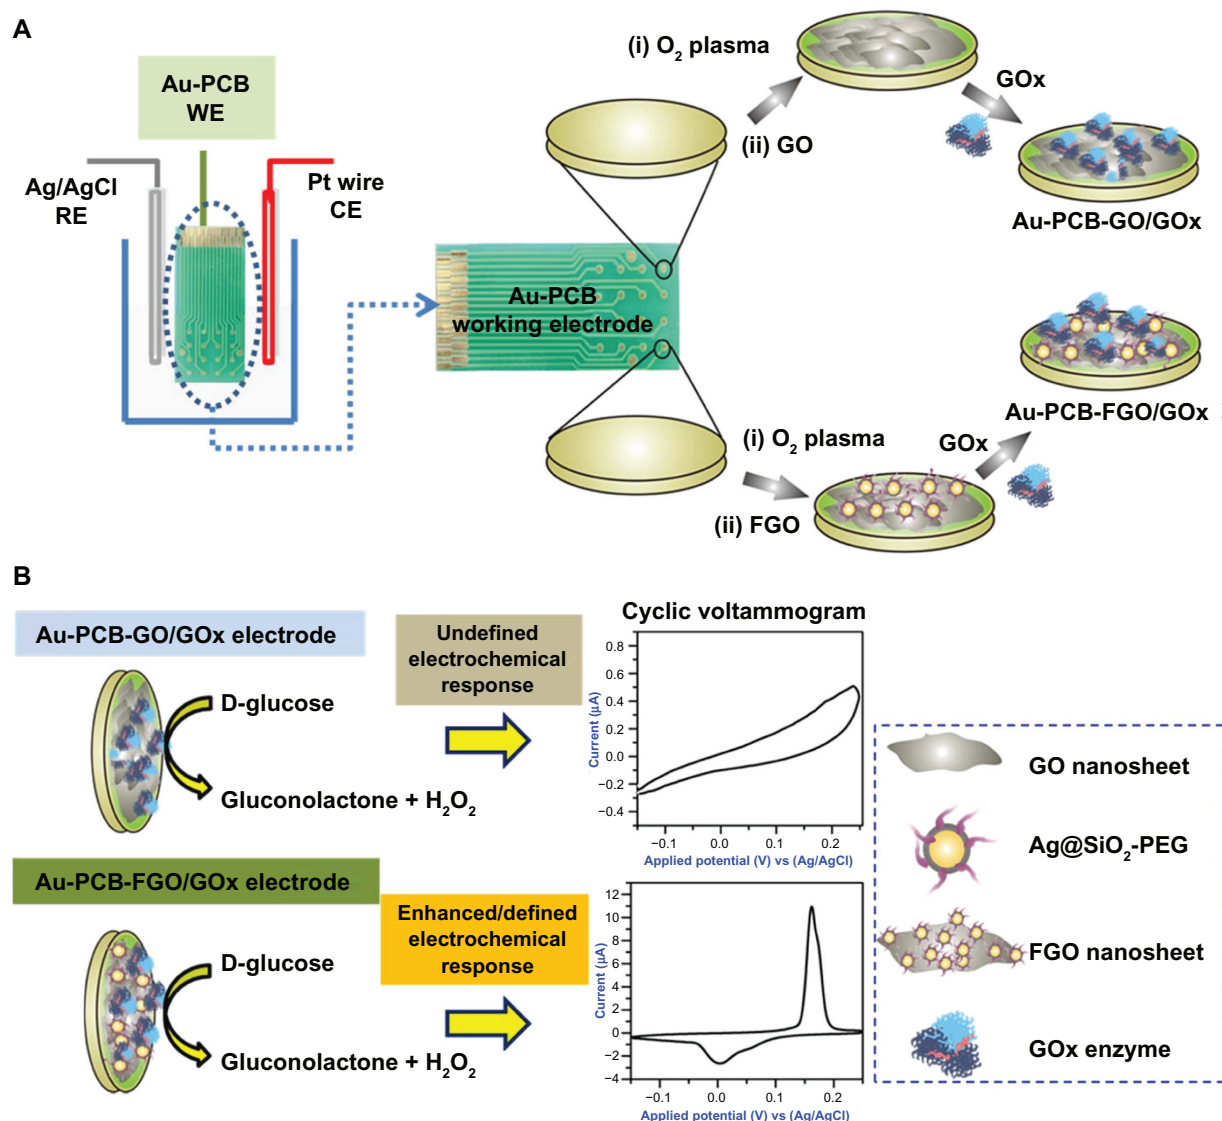 A
Au-PCB
WE
Ag/AgCl
RE
Pt wire
CE
Au-PCB
working electrode
(i) O2 plasma
(ii) GO
GOx
Au-PCB-GO/GOx
(i) O2 plasma
(ii) FGO
GOx
Au-PCB-FGO/GOx
B
Au-PCB-GO/GOx electrode
D-glucose
Gluconolactone + H2O2
Undefined
electrochemical
response
Cyclic voltammogram
Current (µA)
0.8
0.6
0.4
0.2
0.0
−0.2
−0.4
−0.1
0.0
0.1
0.2
Applied potential (V) vs (Ag/AgCl)
Au-PCB-FGO/GOx electrode
D-glucose
Gluconolactone + H2O2
Enhanced/defined
electrochemical
response
Current (µA)
12
10
8
6
4
2
0
−2
−4
−0.1
0.0
0.1
0.2
Applied potential (V) vs (Ag/AgCl)
GO nanosheet
Ag@SiO2-PEG
FGO nanosheet
GOx enzyme